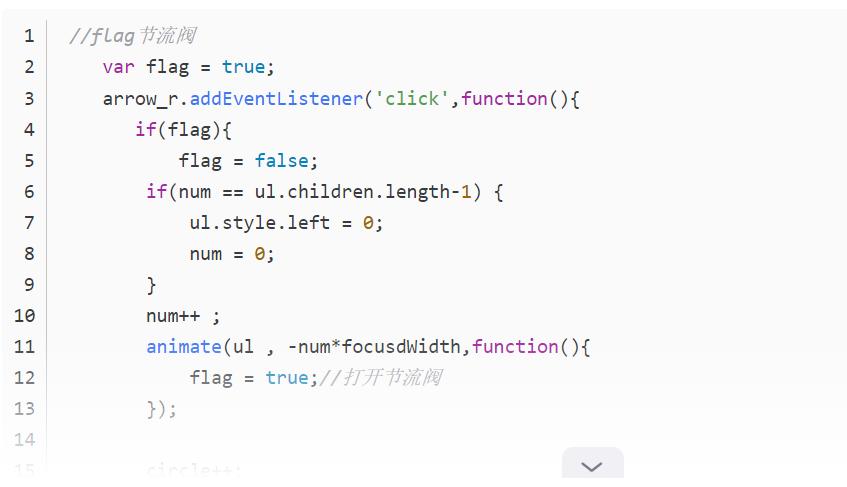 1 //flag节流阀
2 var flag = true;
3 arrow_r.addEventListener('click',function(){
4 if(flag){
5 flag = false;
6 if(num == ul.children.length-1) {
7 ul.style.left = 0;
8 num = 0;
9 }
10 num++ ;
11 animate(ul , -num*focusdWidth,function(){
12 flag = true;//打开节流阀
13 });
14
15 circle++;